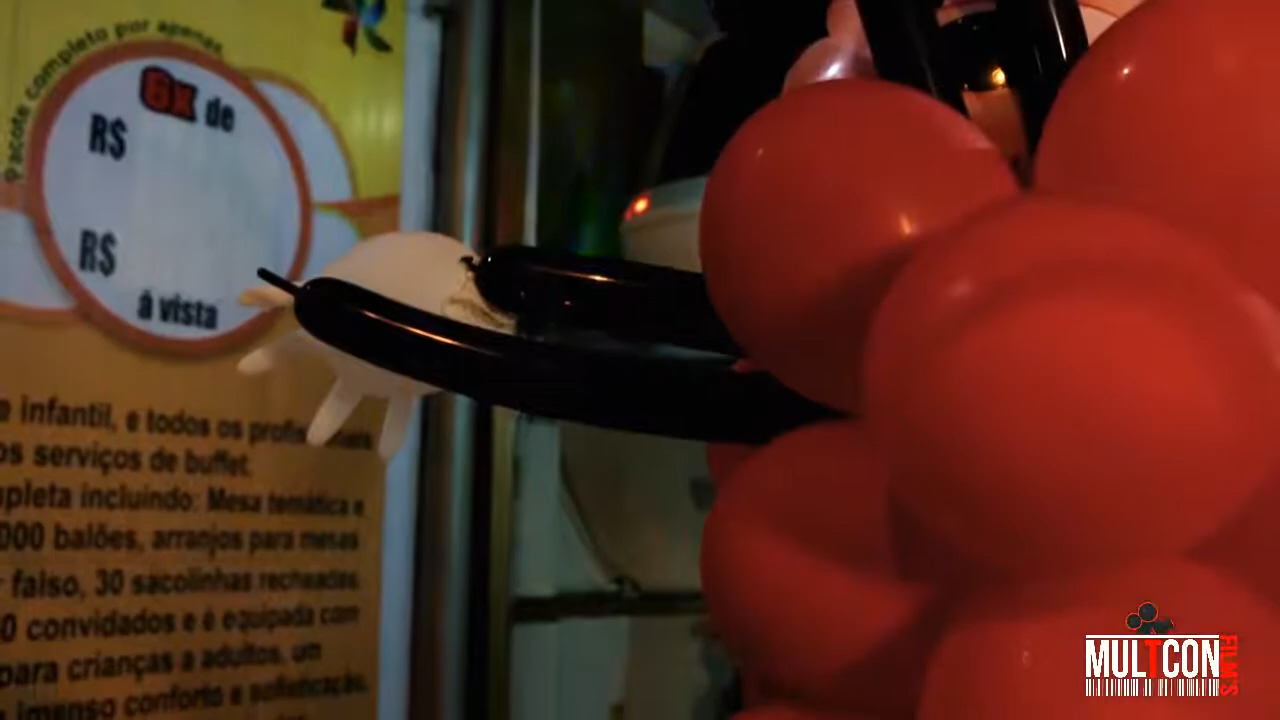 Pacote completo por apenas
6x de
R$
R$
á vista
e infantil, e todos os
os serviços de buffet.
mpleta incluindo: Mesa temática e
000 balões, arranjos para mesas
falso, 30 sacolinhas recheadas.
0 convidados e é equipada com
para crianças a adultos, um
imenso conforto e sofisticação,
MULTCON
FILM'S